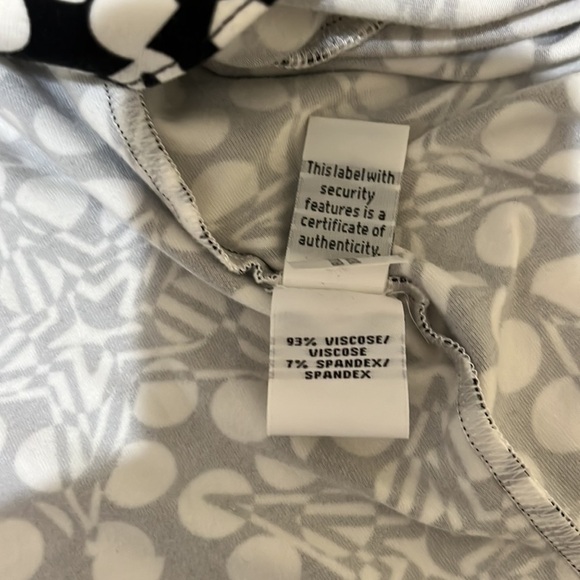 This label with
security
features is a
certificate of
authenticity.
93% VISCOSE/
VISCOSE
7% SPANDEX/
SPANDEX